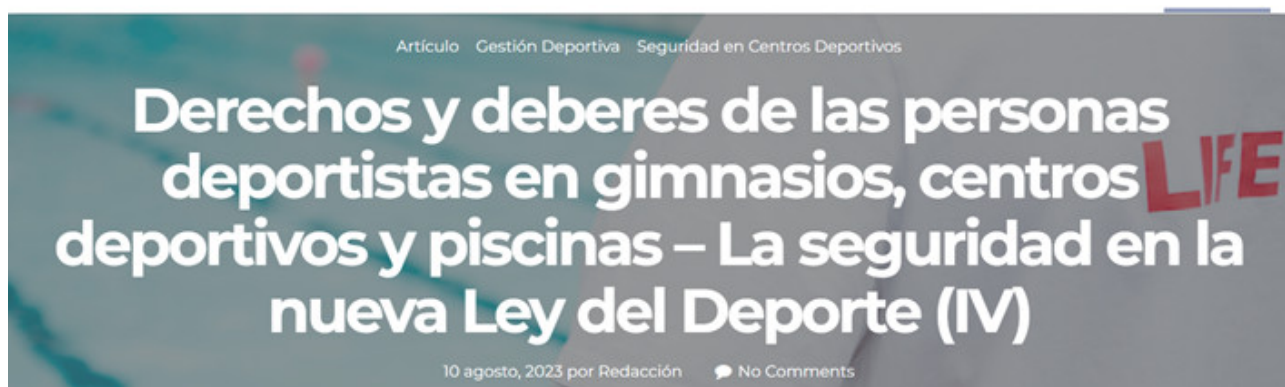 Artículo Gestión Deportiva Seguridad en Centros Deportivos
Derechos y deberes de las personas
deportistas en gimnasios, centros
LIFE
deportivos y piscinas – La seguridad en la
nueva Ley del Deporte (IV)
10 agosto, 2023 por Redacción No Comments